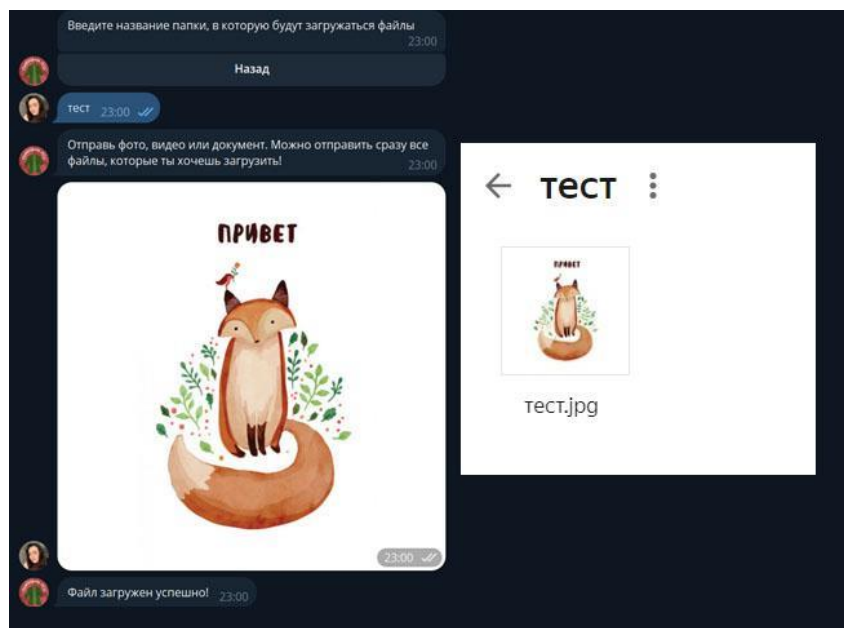 Введите название папки, в которую будут загружаться файлы
23:00
Назад
тест 23:00
Отправь фото, видео или документ. Можно отправить сразу все
файлы, которые ты хочешь загрузить!
23:00
ПРИВЕТ
23:00
Файл загружен успешно! 23:00
тест
ПРИВЕТ
тест.jpg